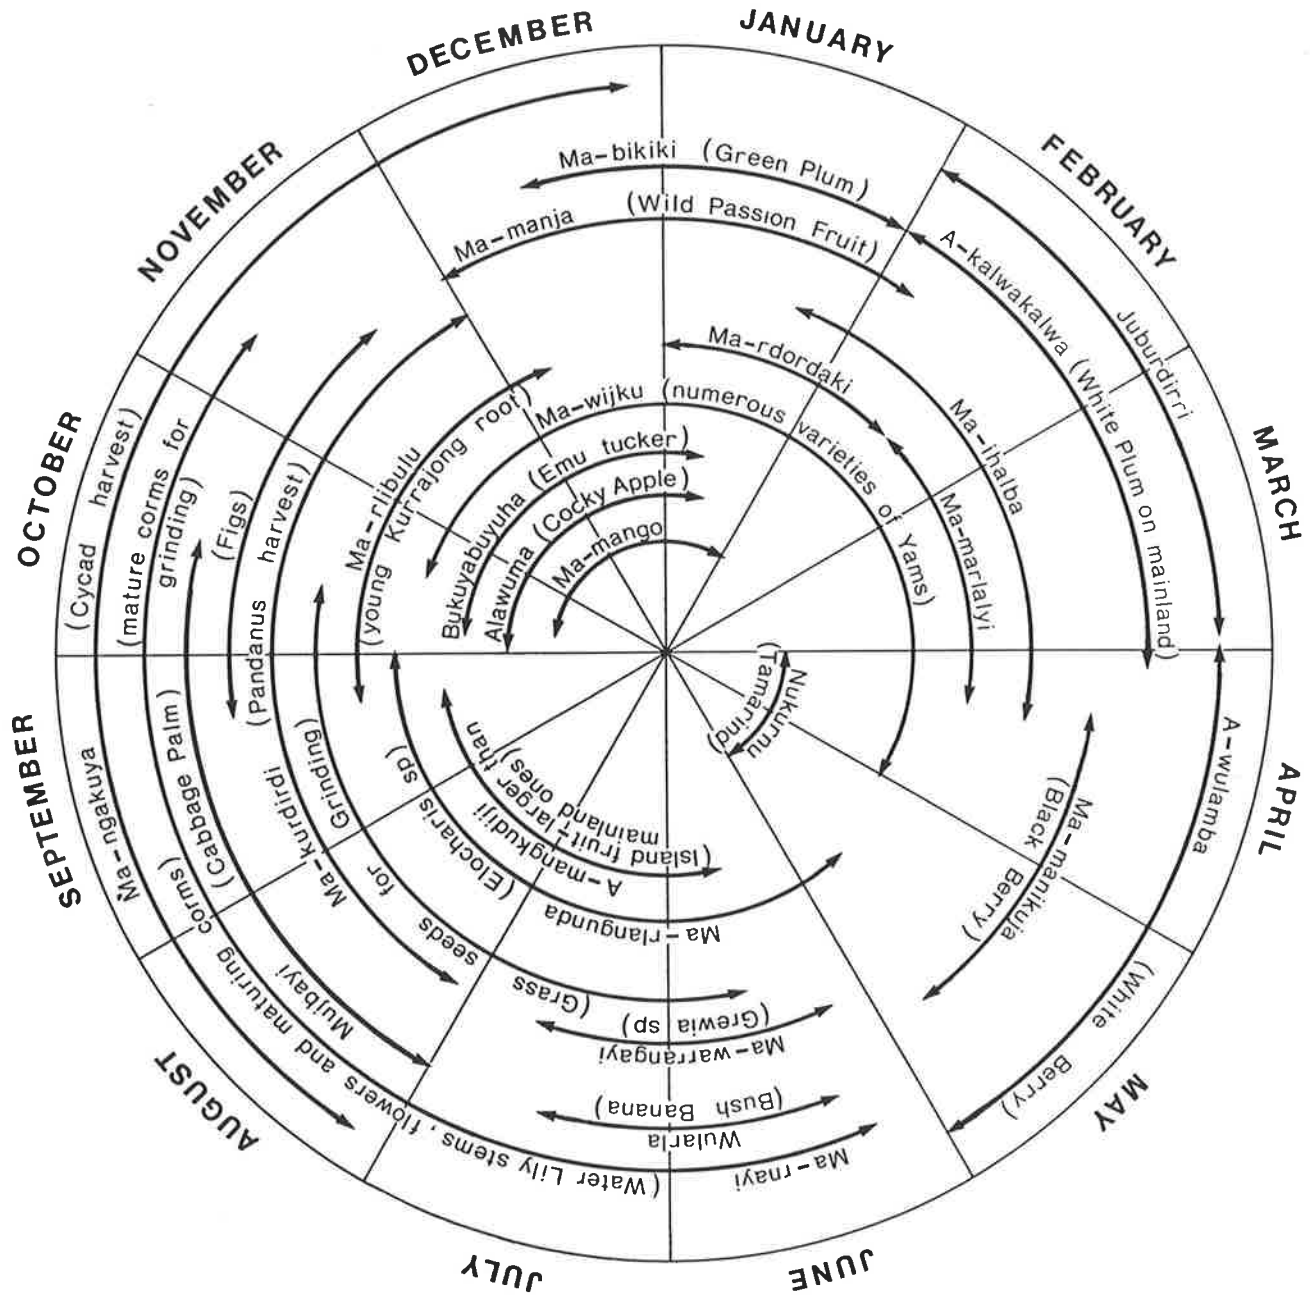 JANUARY
FEBRUARY
MARCH
APRIL
MAY
JUNE
JULY
AUGUST
SEPTEMBER
OCTOBER
NOVEMBER
DECEMBER
Ma-bikiki (Green Plum)
Ma-manja (Wild Passion Fruit)
Juburdirri
A-kalwakalwa (White Plum on mainland)
Ma-ihalba
Ma-rdordaki
Ma-marlalyi
Ma-wijku (numerous varieties of Yams)
Bukuyabuyuha (Emu tucker)
Alawuma (Cocky Apple)
Ma-mango
Nukurnu
(Tamarind)
A-wulamba (White Berry)
Ma-manikuja
(Black Berry)
Ma-rnayi (Water Lily stems, flowers and maturing corms)
(mature corms for
grinding)
Wularla
(Bush Banana)
Ma-warrangayi
(Grewia sp)
(Grass) seeds for Grinding)
Ma-rlangunda (Elocharis sp)
A-mangkudiji
(Island fruit-larger than
mainland ones)
Ma-kurdirdi (Pandanus harvest)
Mujbayi (Cabbage Palm)
Ma-ngakuya (Cycad harvest)
(Figs)
Ma-rlibulu
(young Kurrajong root)